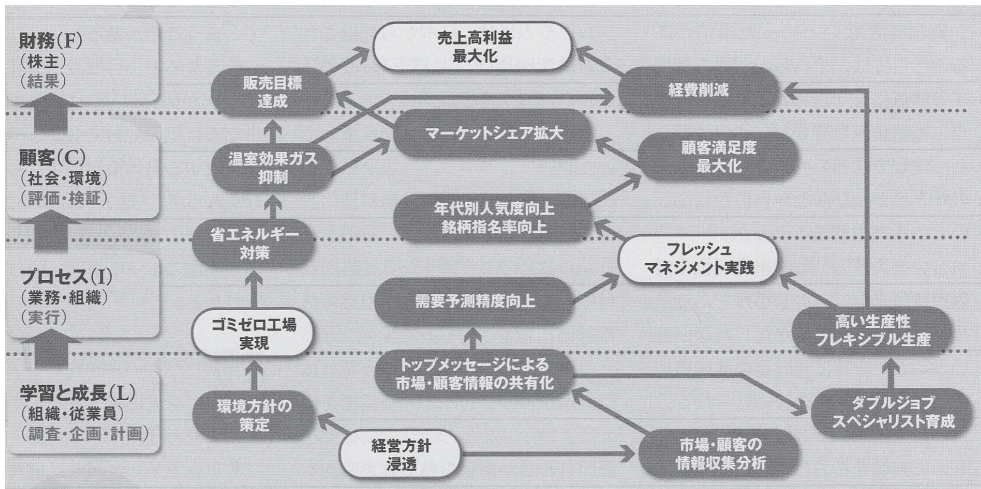 財務(F)
(株主)
(結果)
売上高利益
最大化
販売目標
達成
経費削減
マーケットシェア拡大
顧客(C)
(社会・環境)
(評価・検証)
温室効果ガス
抑制
顧客満足度
最大化
年代別人気度向上
銘柄指名率向上
省エネルギー
対策
フレッシュ
マネジメント実践
プロセス(I)
(業務・組織)
(実行)
需要予測精度向上
ゴミゼロ工場
実現
高い生産性
フレキシブル生産
トップメッセージによる
市場・顧客情報の共有化
学習と成長(L)
(組織・従業員)
(調査・企画・計画)
環境方針の
策定
ダブルジョブ
スペシャリスト育成
経営方針
浸透
市場・顧客の
情報収集分析